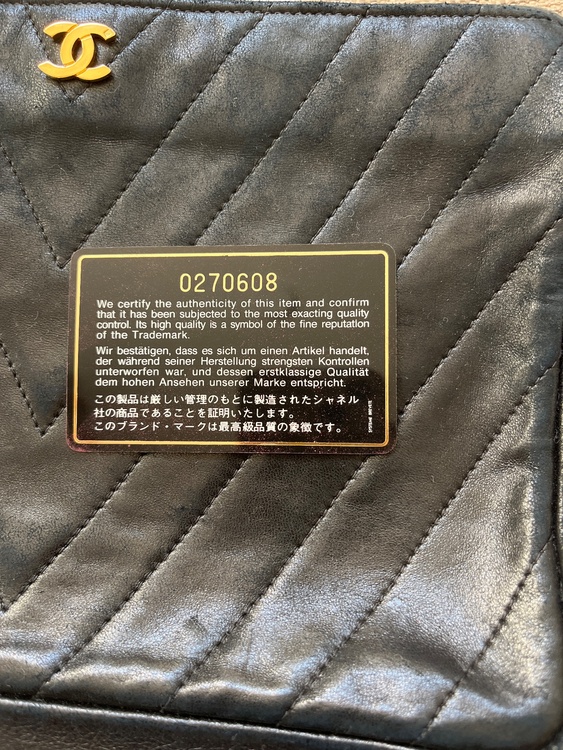 0270608
We certify the authenticity of this item and confirm
that it has been subjected to the most exacting quality
control. Its high quality is a symbol of the fine reputation
of the Trademark.
Wir bestätigen, dass es sich um einen Artikel handelt,
der während seiner Herstellung strengsten Kontrollen
unterworfen war, und dessen erstklassige Qualität
dem hohen Ansehen unserer Marke entspricht.
この製品は厳しい管理のもとに製造されたシャネル
社の商品であることを証明いたします。
このブランド・マークは最高級品質の象徴です。